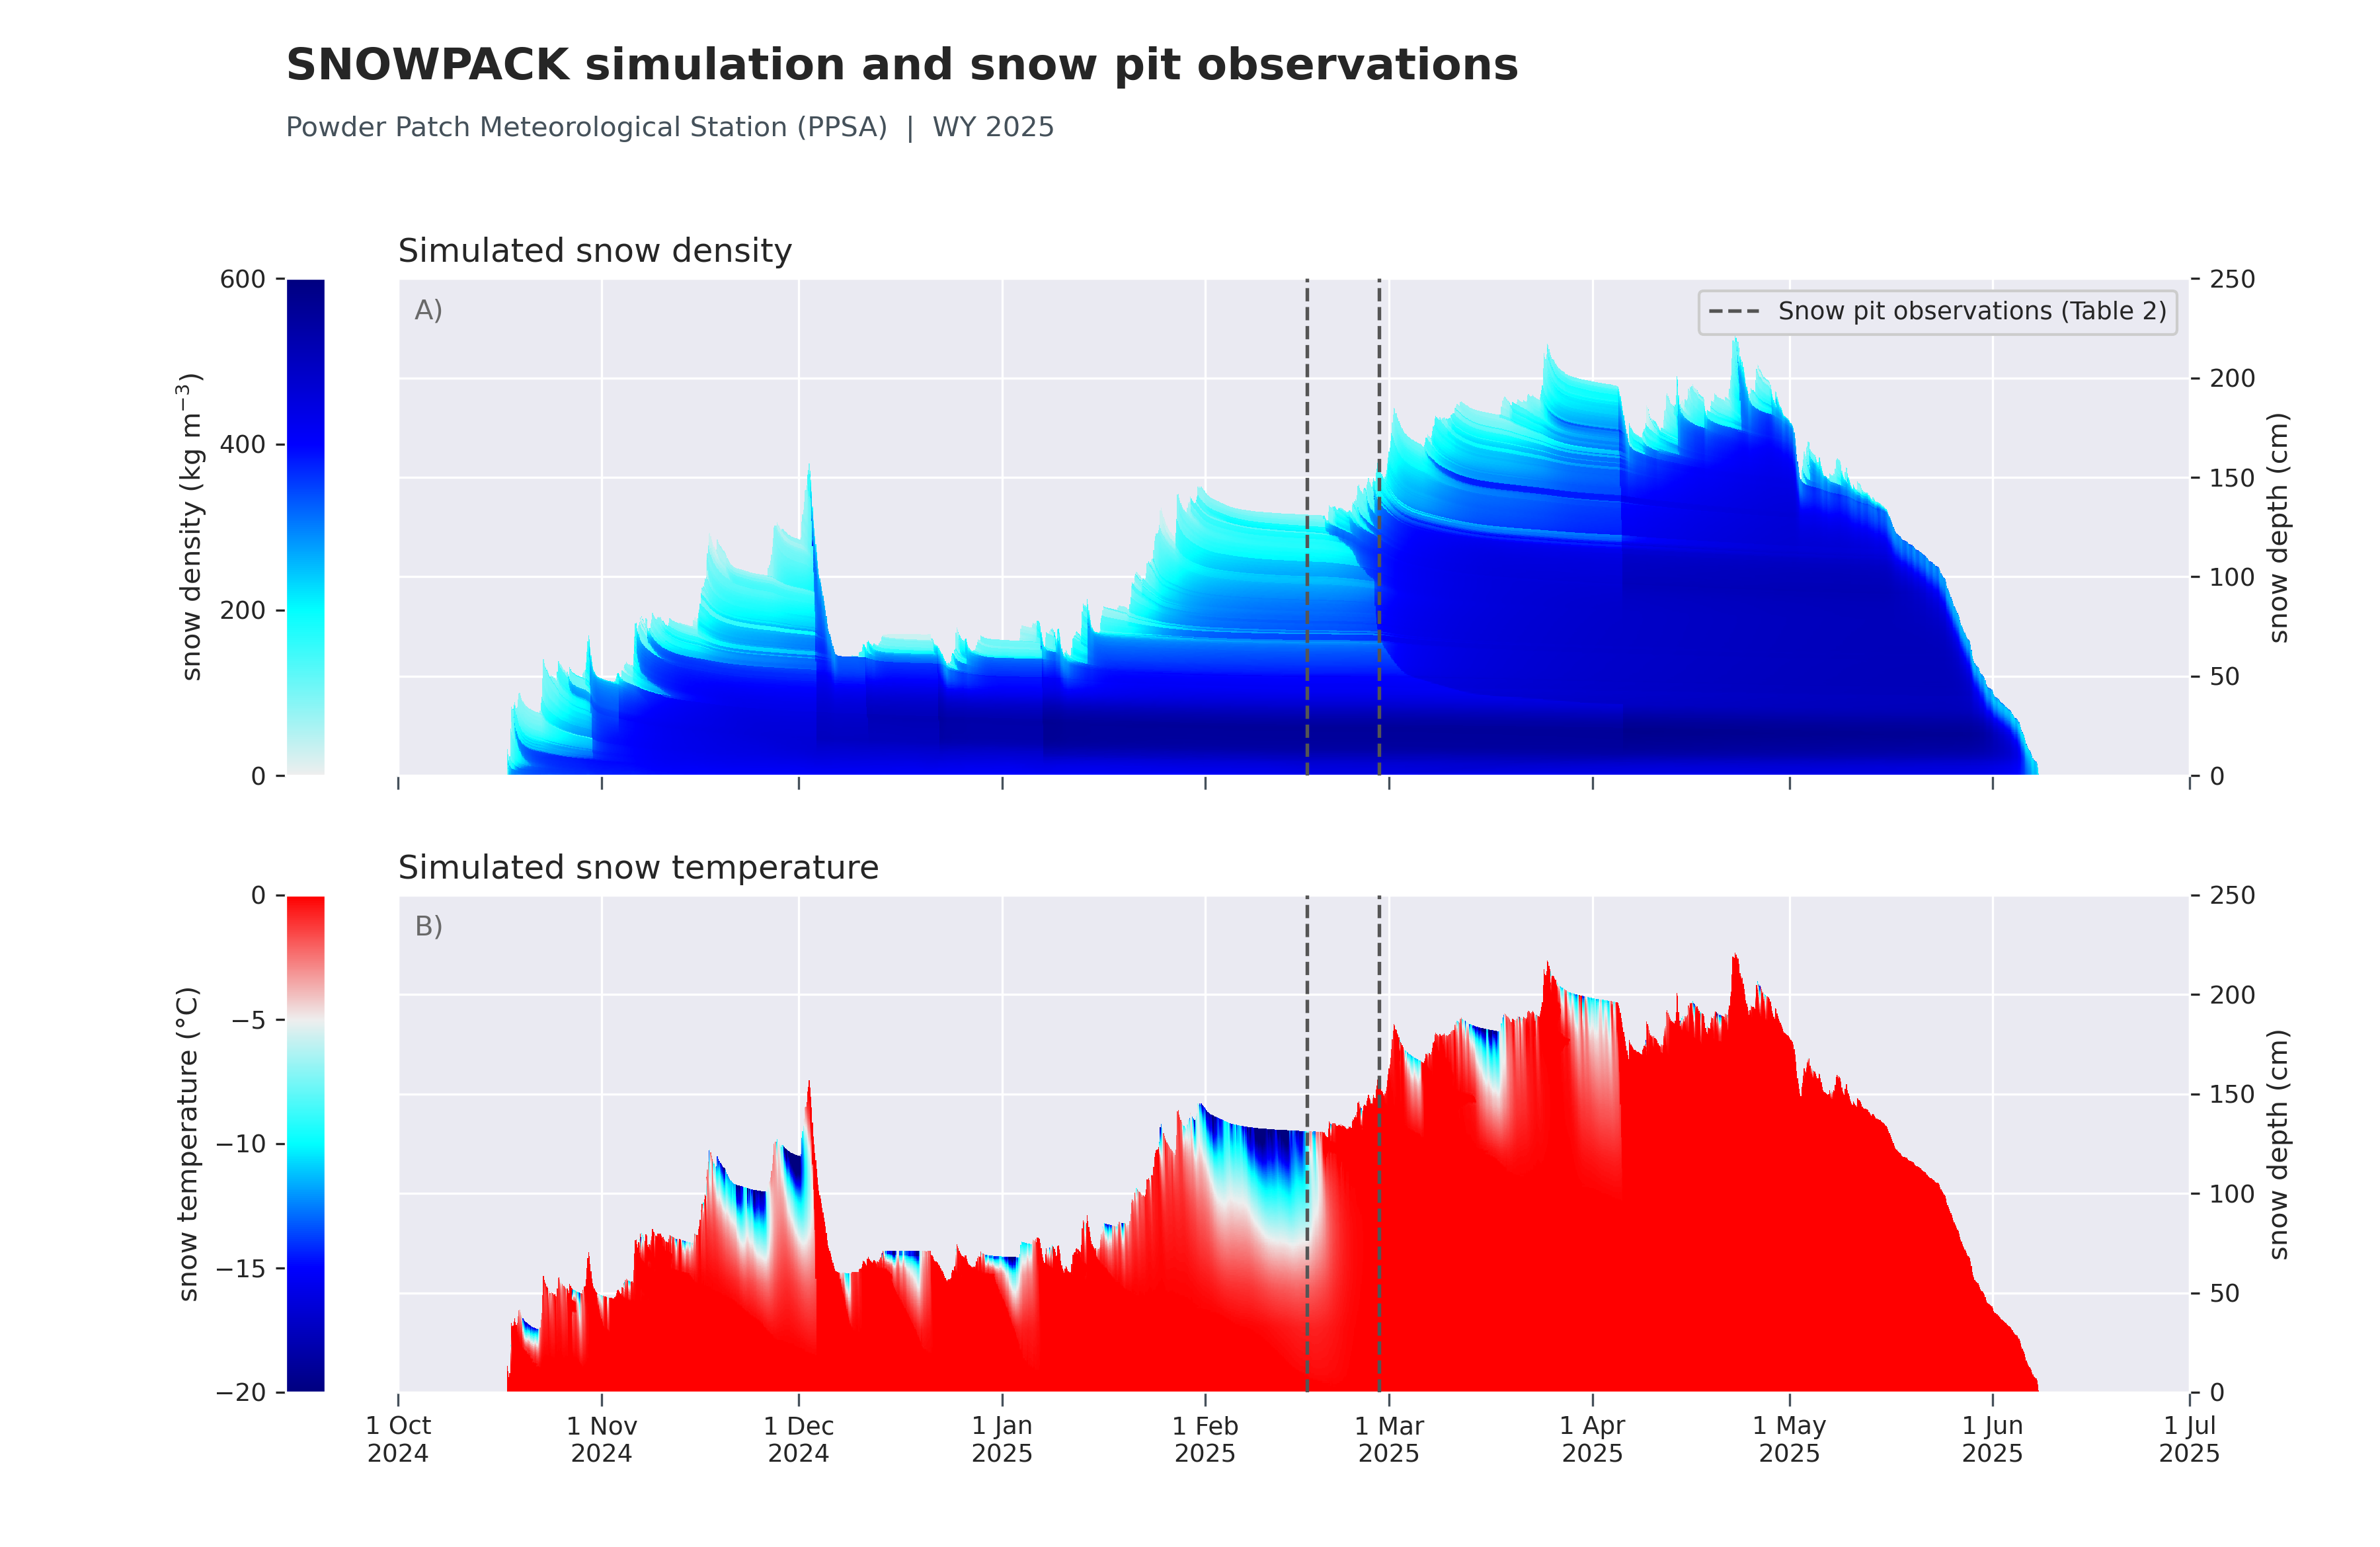 SNOWPACK simulation and snow pit observations
Powder Patch Meteorological Station (PPSA) | WY 2025
Simulated snow density
A)
Snow pit observations (Table 2)
snow density (kg m⁻³)
600
400
200
0
250
200
150
100
50
0
snow depth (cm)
Simulated snow temperature
B)
snow temperature (°C)
0
−5
−10
−15
−20
250
200
150
100
50
0
snow depth (cm)
1 Oct 1 Nov 1 Dec 1 Jan 1 Feb 1 Mar 1 Apr 1 May 1 Jun 1 Jul
2024 2024 2024 2025 2025 2025 2025 2025 2025 2025